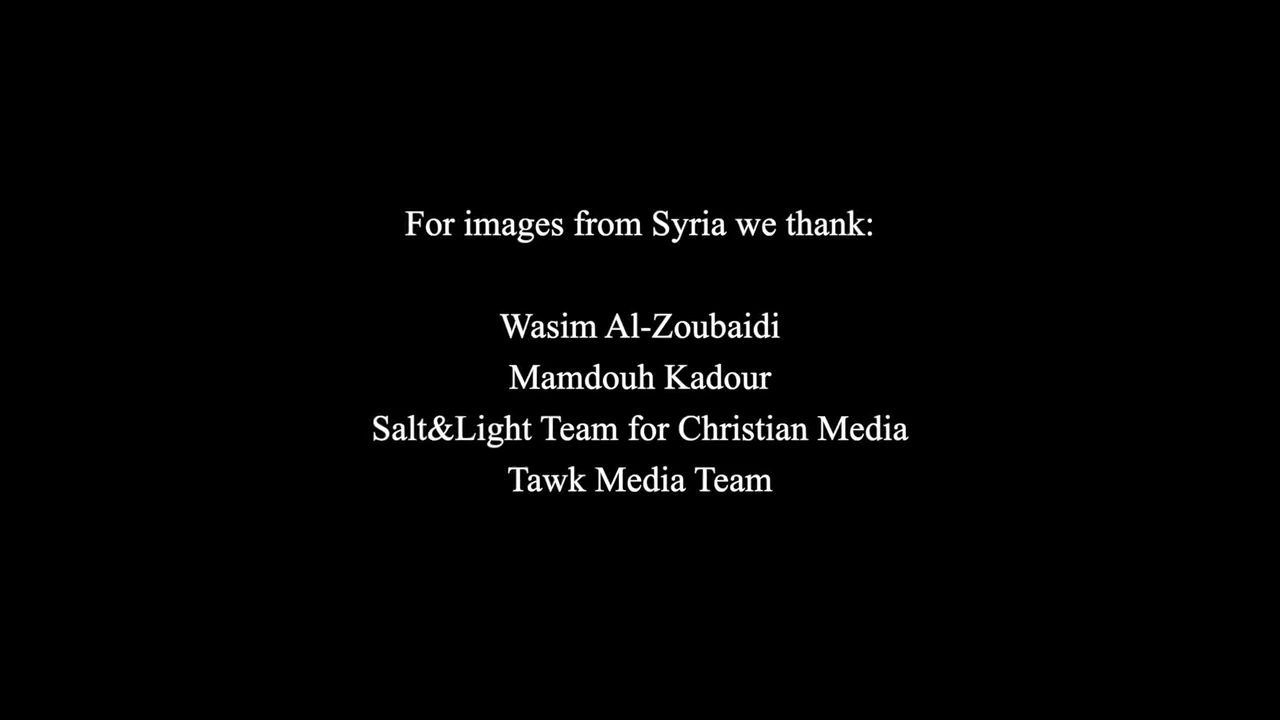 For images from Syria we thank:
Wasim Al-Zoubaidi
Mamdouh Kadour
Salt&Light Team for Christian Media
Tawk Media Team